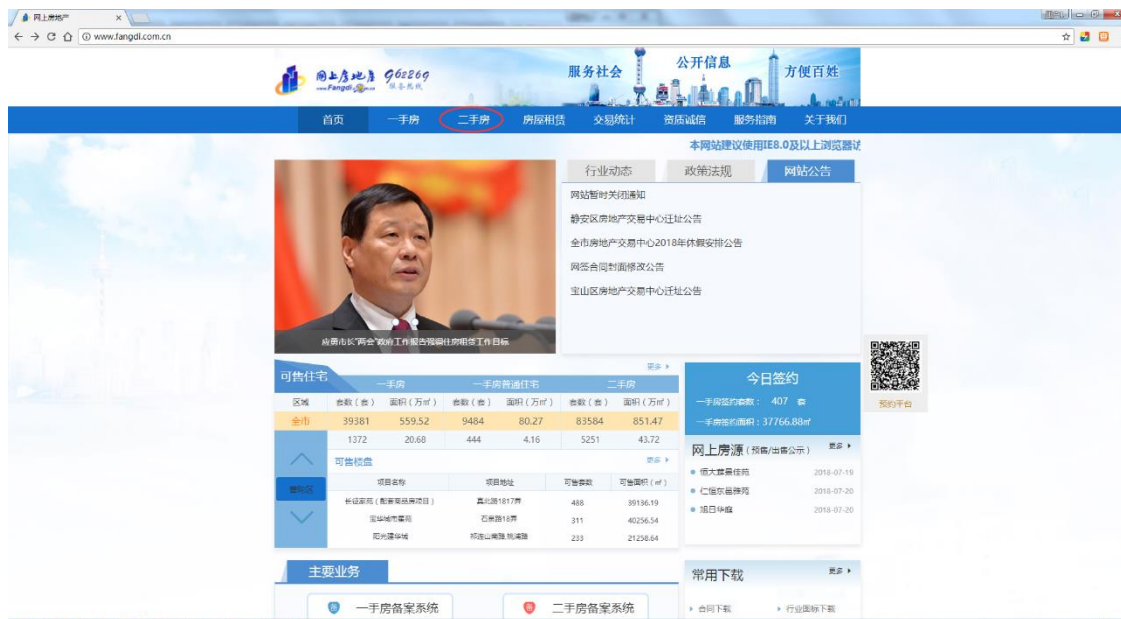 网上房地产
www.fangdi.com.cn
网上房地产 962269
www.Fangdi.com.cn 服务热线
服务社会 公开信息 方便百姓
首页 一手房 二手房 房屋租赁 交易统计 资质诚信 服务指南 关于我们
本网站建议使用IE8.0及以上浏览器访
行业动态 政策法规 网站公告
网站暂时关闭通知
静安区房地产交易中心迁址公告
全市房地产交易中心2018年休假安排公告
网签合同封面修改公告
宝山区房地产交易中心迁址公告
应勇市长"两会"政府工作报告强调住房租赁工作目标
更多
可售住宅 一手房 一手房普通住宅 二手房
区域 套数(套) 面积(万㎡) 套数(套) 面积(万㎡) 套数(套) 面积(万㎡)
全市 39381 559.52 9484 80.27 83584 851.47
1372 20.68 444 4.16 5251 43.72
可售楼盘 更多
项目名称 项目地址 可售套数 可售面积(㎡)
普陀区
长征家苑(配套商品房项目) 真北路1817弄 488 39136.19
宝华城市星苑 石泉路18弄 311 40256.54
阳光建华城 祁连山南路,桃浦路 233 21258.64
今日签约
一手房签约套数: 407 套
一手房签约面积:37766.88㎡
网上房源(预售/出售公示) 更多
恒大馨景佳苑 2018-07-19
仁恒东邑雅苑 2018-07-20
旭日华庭 2018-07-20
预约平台
主要业务
一手房备案系统 二手房备案系统
常用下载 更多
合同下载 行业图标下载